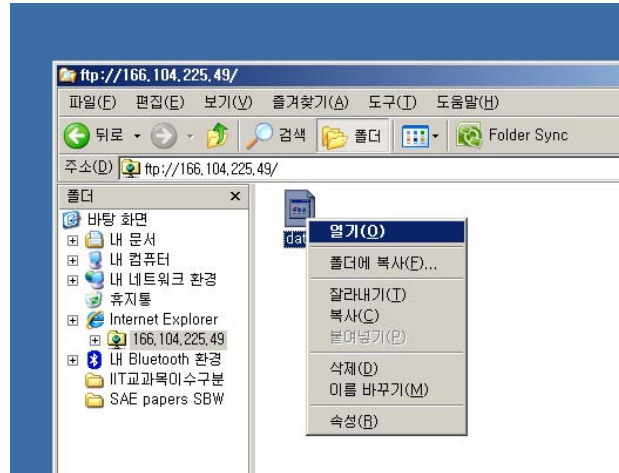 ftp://166.104.225.49/
파일(F) 편집(E) 보기(V) 즐겨찾기(A) 도구(T) 도움말(H)
뒤로 검색 폴더 Folder Sync
주소(D) ftp://166.104.225.49/
폴더 x
바탕 화면
내 문서
내 컴퓨터
내 네트워크 환경
휴지통
Internet Explorer
166.104.225.49
내 Bluetooth 환경
IIT교과목이수구분
SAE papers SBW
dat
열기(O)
폴더에 복사(F)...
잘라내기(T)
복사(C)
붙여넣기(P)
삭제(D)
이름 바꾸기(M)
속성(R)